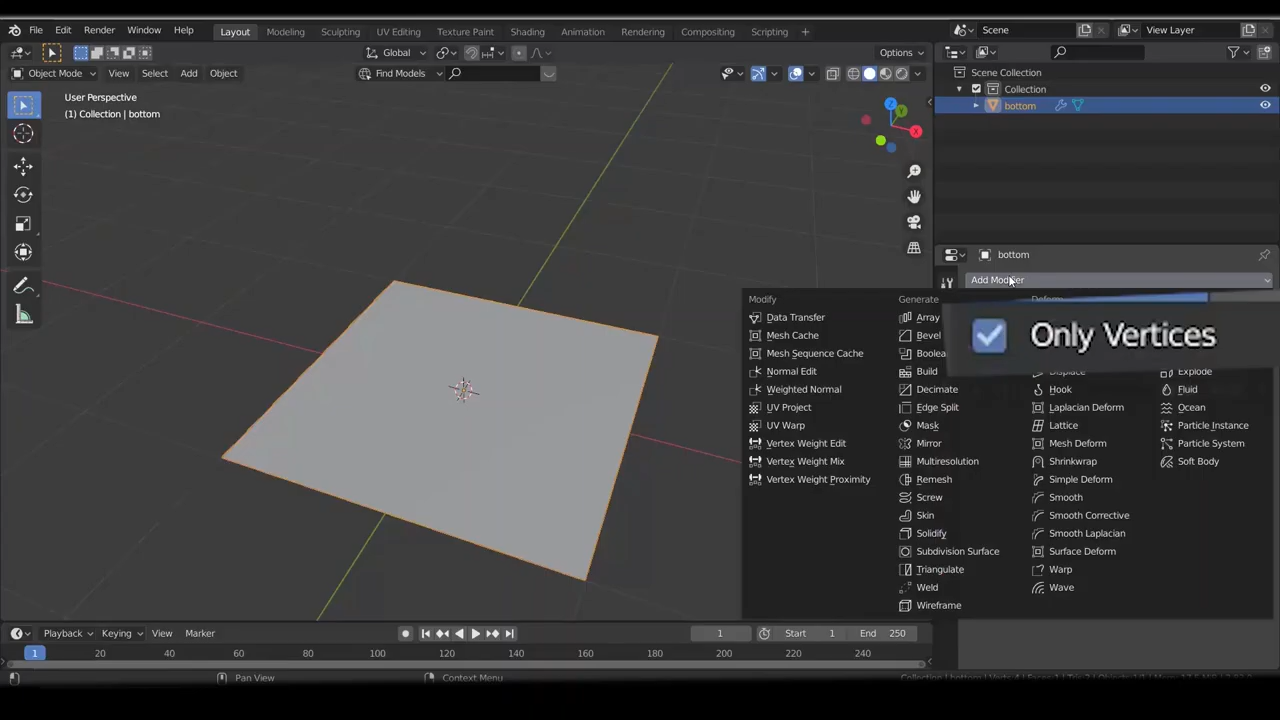 File Edit Render Window Help Layout Modeling Sculpting UV Editing Texture Paint Shading Animation Rendering Compositing Scripting + Scene View Layer
Global Options
Object Mode View Select Add Object Find Models
User Perspective
(1) Collection | bottom
Scene Collection
Collection
bottom
Z Y X
bottom
Add Modifier
Modify
Data Transfer
Mesh Cache
Mesh Sequence Cache
Normal Edit
Weighted Normal
UV Project
UV Warp
Vertex Weight Edit
Vertex Weight Mix
Vertex Weight Proximity
Generate
Array
Bevel
Boolea
Build
Decimate
Edge Split
Mask
Mirror
Multiresolution
Remesh
Screw
Skin
Solidify
Subdivision Surface
Triangulate
Weld
Wireframe
Deform
Only Vertices
Displace
Hook
Laplacian Deform
Lattice
Mesh Deform
Shrinkwrap
Simple Deform
Smooth
Smooth Corrective
Smooth Laplacian
Surface Deform
Warp
Wave
Explode
Fluid
Ocean
Particle Instance
Particle System
Soft Body
Playback Keying View Marker 1 Start 1 End 250
1 20 40 60 80 100 120 140 160 180 200 220 240
Pan View Context Menu